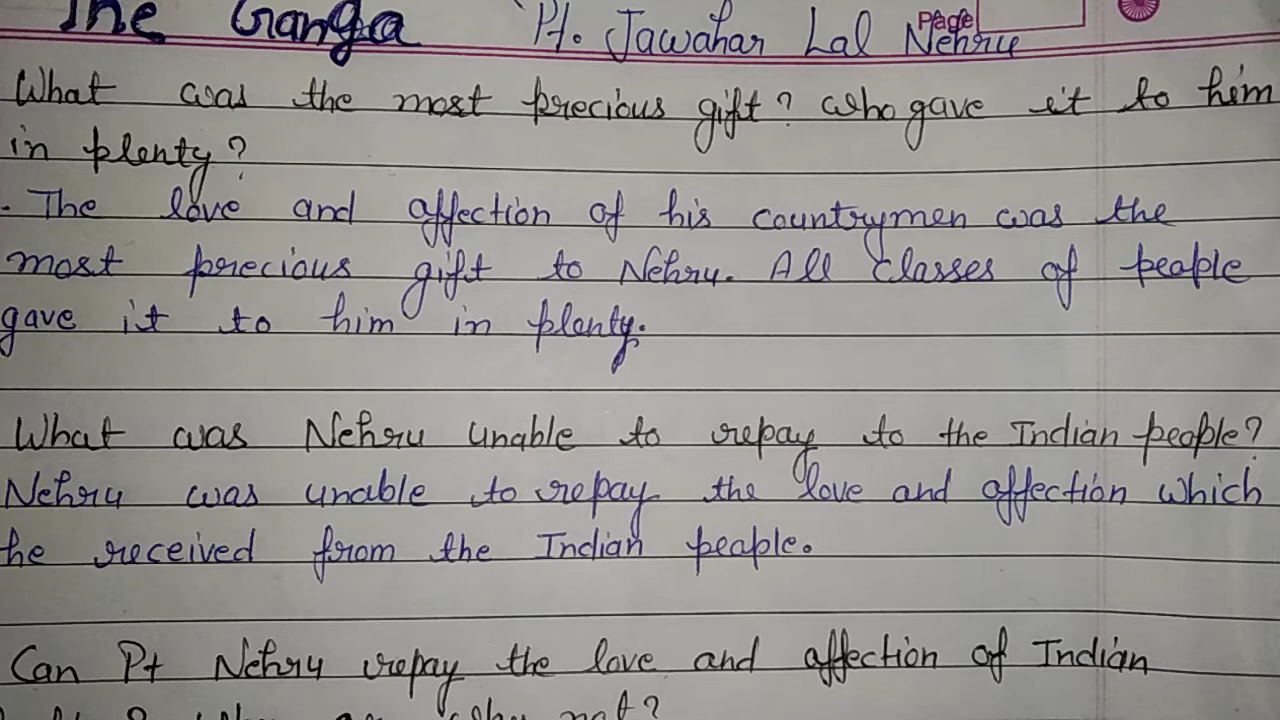 The Ganga Pt. Jawahar Lal Nehru
Page
What was the most precious gift? Who gave it to him
in plenty?
The love and affection of his countrymen was the
most precious gift to Nehru. All classes of people
gave it to him in plenty.
What was Nehru unable to repay to the Indian people?
Nehru was unable to repay the love and affection which
he received from the Indian people.
Can Pt Nehru repay the love and affection of Indian
not?